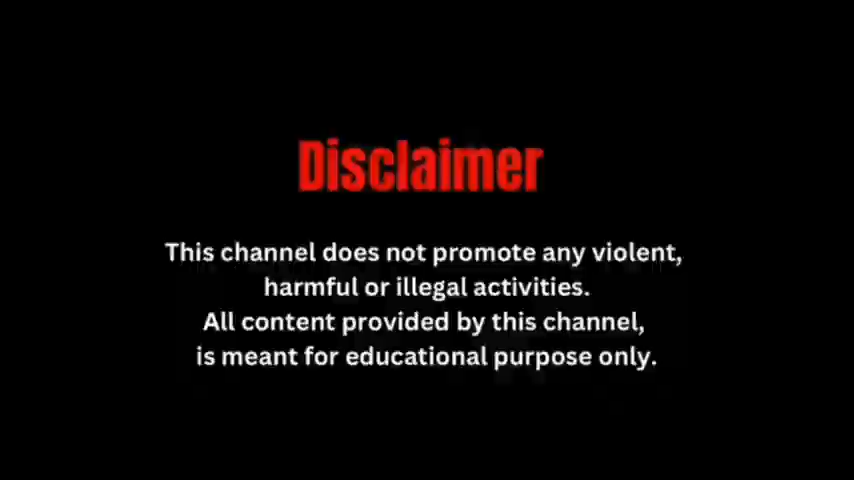 Disclaimer
This channel does not promote any violent,
harmful or illegal activities.
All content provided by this channel,
is meant for educational purpose only.